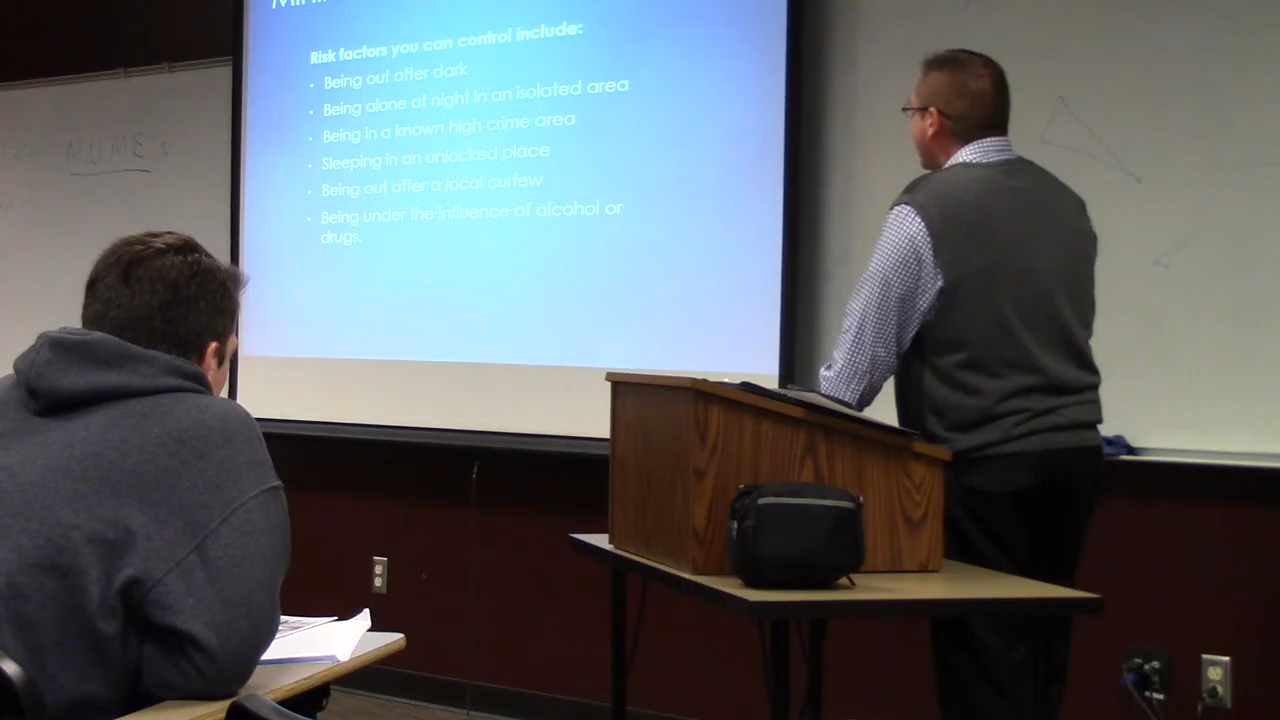 Risk factors you can control include:
• Being out after dark
• Being alone at night in an isolated area
• Being in a known high crime area
• Sleeping in an unlocked place
• Being out after a local curfew
• Being under the influence of alcohol or
drugs.
MUME